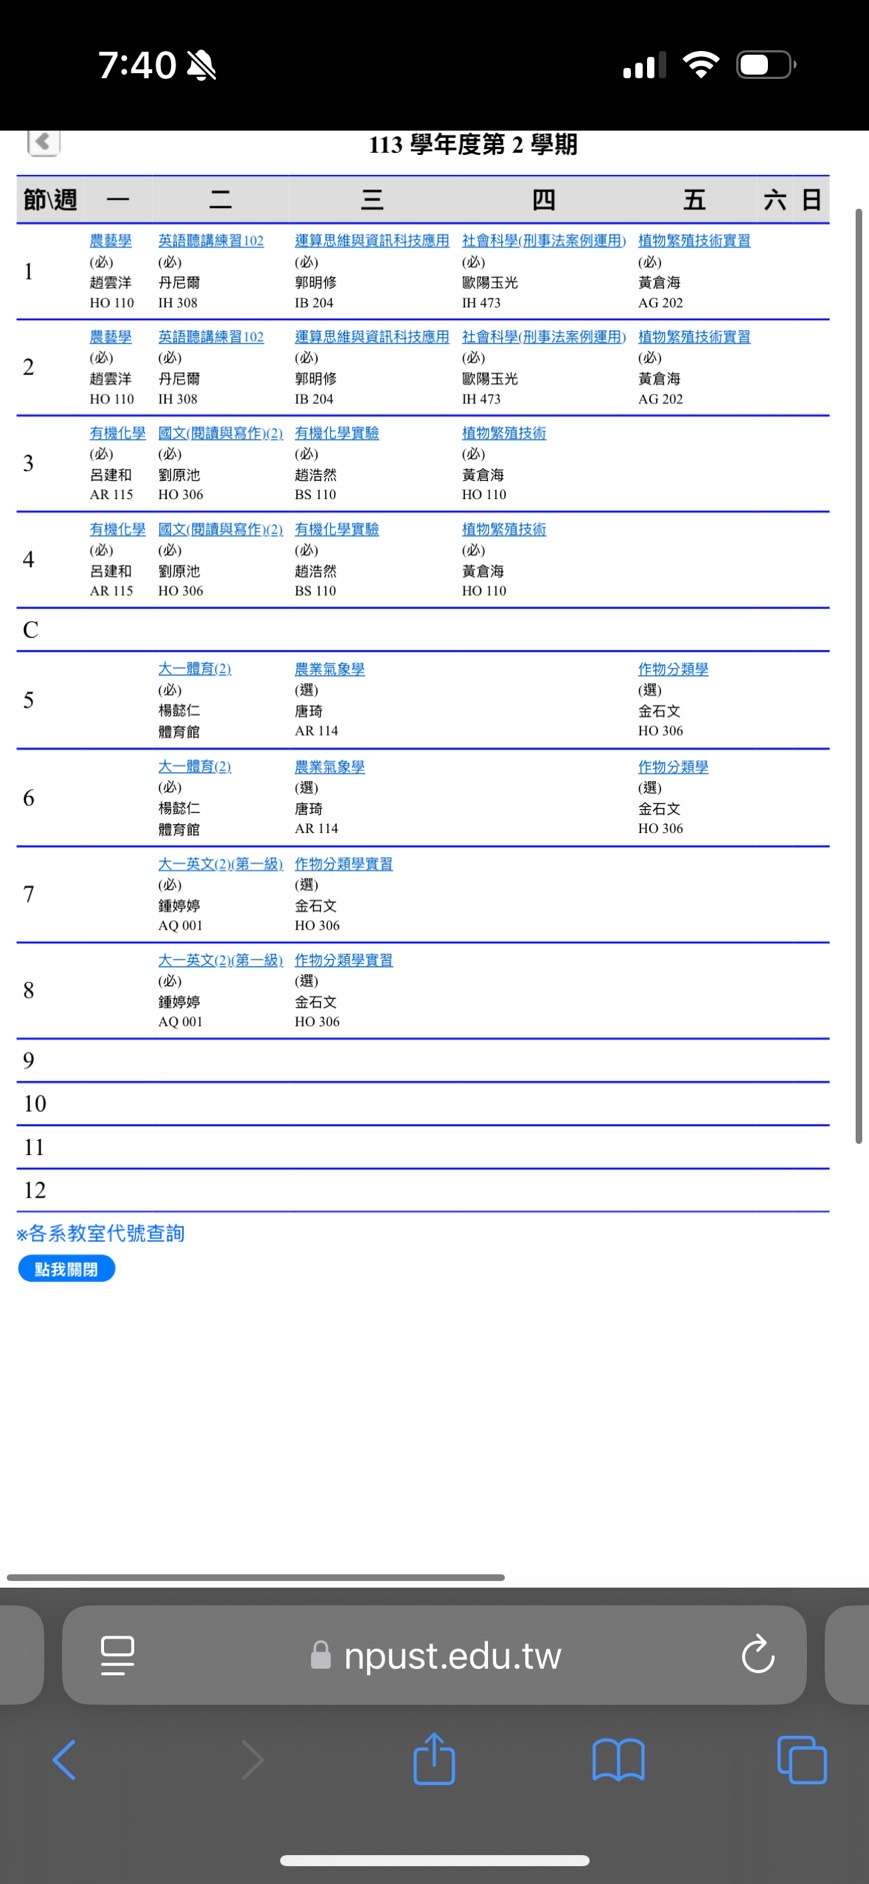 7:40
113 學年度第 2 學期
節\週 一 二 三 四 五 六 日
1
農藝學
(必)
趙雲洋
HO 110
英語聽講練習102
(必)
丹尼爾
IH 308
運算思維與資訊科技應用
(必)
郭明修
IB 204
社會科學(刑事法案例運用)
(必)
歐陽玉光
IH 473
植物繁殖技術實習
(必)
黃倉海
AG 202
2
農藝學
(必)
趙雲洋
HO 110
英語聽講練習102
(必)
丹尼爾
IH 308
運算思維與資訊科技應用
(必)
郭明修
IB 204
社會科學(刑事法案例運用)
(必)
歐陽玉光
IH 473
植物繁殖技術實習
(必)
黃倉海
AG 202
3
有機化學
(必)
呂建和
AR 115
國文(閱讀與寫作)(2)
(必)
劉原池
HO 306
有機化學實驗
(必)
趙浩然
BS 110
植物繁殖技術
(必)
黃倉海
HO 110
4
有機化學
(必)
呂建和
AR 115
國文(閱讀與寫作)(2)
(必)
劉原池
HO 306
有機化學實驗
(必)
趙浩然
BS 110
植物繁殖技術
(必)
黃倉海
HO 110
C
5
大一體育(2)
(必)
楊懿仁
體育館
農業氣象學
(選)
唐琦
AR 114
作物分類學
(選)
金石文
HO 306
6
大一體育(2)
(必)
楊懿仁
體育館
農業氣象學
(選)
唐琦
AR 114
作物分類學
(選)
金石文
HO 306
7
大一英文(2)(第一級)
(必)
鍾婷婷
AQ 001
作物分類學實習
(選)
金石文
HO 306
8
大一英文(2)(第一級)
(必)
鍾婷婷
AQ 001
作物分類學實習
(選)
金石文
HO 306
9
10
11
12
※各系教室代號查詢
點我關閉
npust.edu.tw